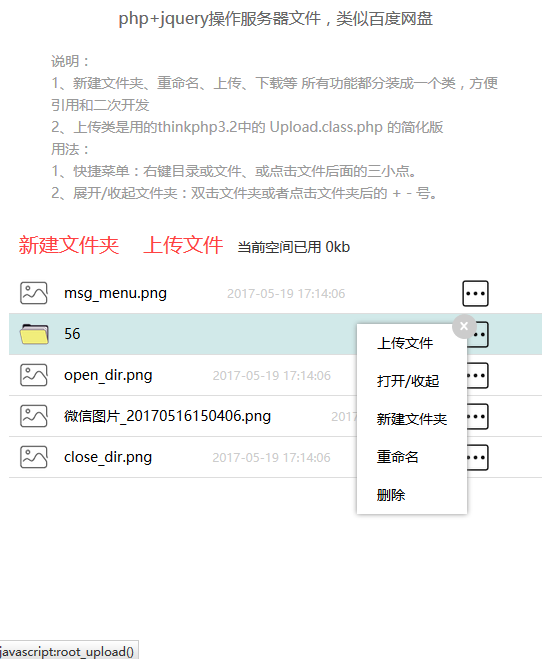 php+jquery操作服务器文件，类似百度网盘
说明：
1、新建文件夹、重命名、上传、下载等 所有功能都分装成一个类，方便
引用和二次开发
2、上传类是用的thinkphp3.2中的 Upload.class.php 的简化版
用法：
1、快捷菜单：右键目录或文件、或点击文件后面的三小点。
2、展开/收起文件夹：双击文件夹或者点击文件夹后的 + - 号。
新建文件夹 上传文件 当前空间已用 0kb
msg_menu.png 2017-05-19 17:14:06
56
上传文件
open_dir.png 2017-05-19 17:14:06
打开/收起
微信图片_20170516150406.png 2017
新建文件夹
close_dir.png 2017-05-19 17:14:06
重命名
删除
javascript:root_upload()